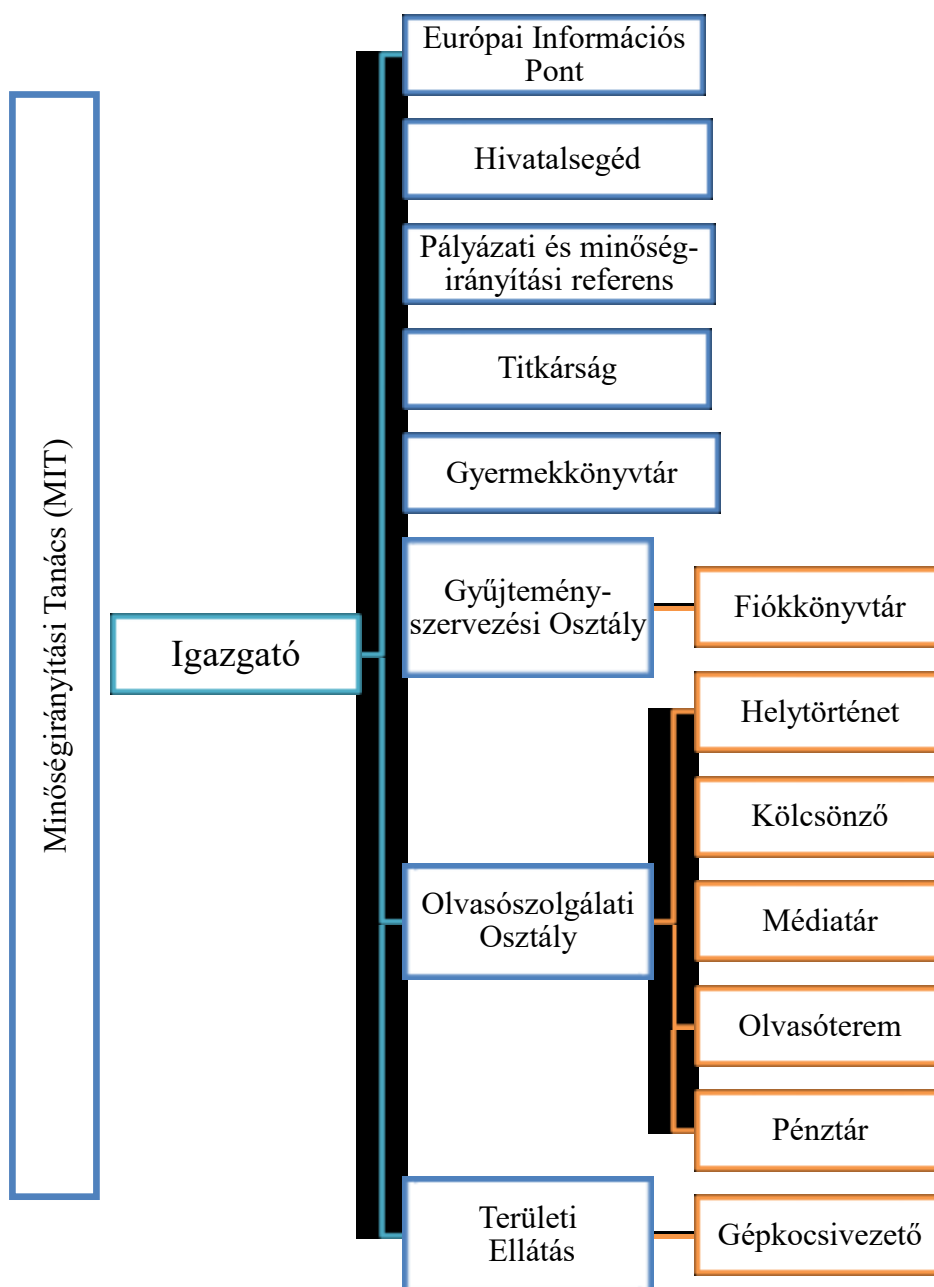 Minőségirányítási Tanács (MIT)
Igazgató
Európai Információs
Pont
Hivatalsegéd
Pályázati és minőség-
irányítási referens
Titkárság
Gyermekkönyvtár
Gyűjtemény-
szervezési Osztály
Fiókkönyvtár
Olvasószolgálati
Osztály
Helytörténet
Kölcsönző
Médiatár
Olvasóterem
Pénztár
Területi
Ellátás
Gépkocsivezető